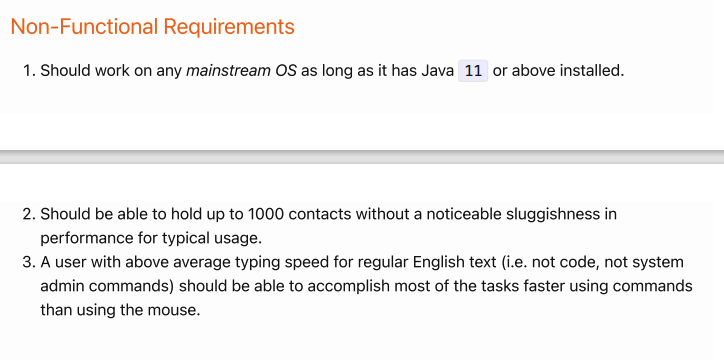 Non-Functional Requirements
1. Should work on any mainstream OS as long as it has Java 11 or above installed.
2. Should be able to hold up to 1000 contacts without a noticeable sluggishness in
performance for typical usage.
3. A user with above average typing speed for regular English text (i.e. not code, not system
admin commands) should be able to accomplish most of the tasks faster using commands
than using the mouse.